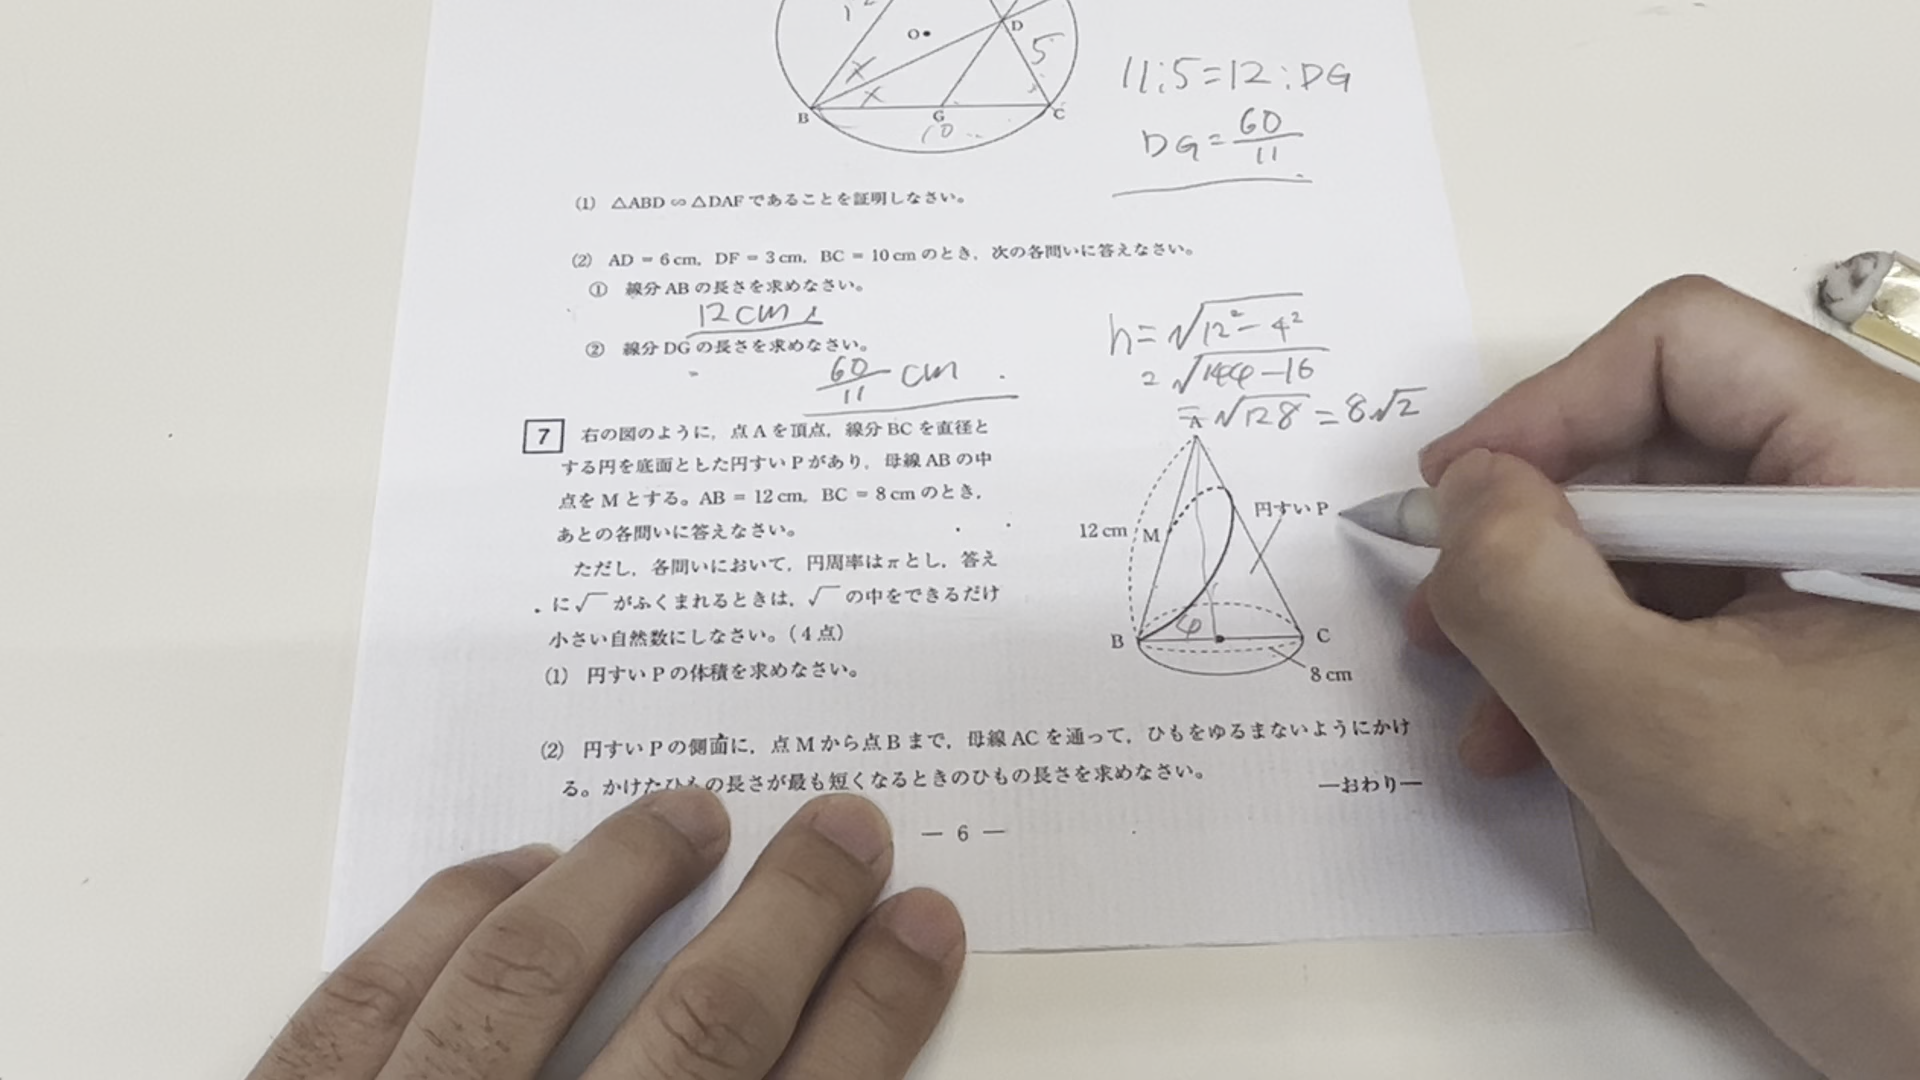 12
O
D
5
×
×
B
G
C
10
11:5=12:DG
DG=60/11
(1) △ABD∽△DAFであることを証明しなさい。
(2) AD = 6 cm, DF = 3 cm, BC = 10 cm のとき, 次の各問いに答えなさい。
① 線分 AB の長さを求めなさい。
12cm
② 線分 DG の長さを求めなさい。
60/11 cm
h=√12²-4²
=√144-16
=√128=8√2
7 右の図のように, 点 A を頂点, 線分 BC を直径と
する円を底面とした円すい P があり, 母線 AB の中
点を M とする。AB = 12 cm, BC = 8 cm のとき,
あとの各問いに答えなさい。
ただし, 各問いにおいて, 円周率は π とし, 答え
に √ がふくまれるときは, √ の中をできるだけ
小さい自然数にしなさい。(4点)
(1) 円すい P の体積を求めなさい。
A
円すい P
12 cm
M
4
B
C
8 cm
(2) 円すい P の側面に, 点 M から点 B まで, 母線 AC を通って, ひもをゆるまないようにかけ
る。かけたひもの長さが最も短くなるときのひもの長さを求めなさい。
―おわり―
― 6 ―